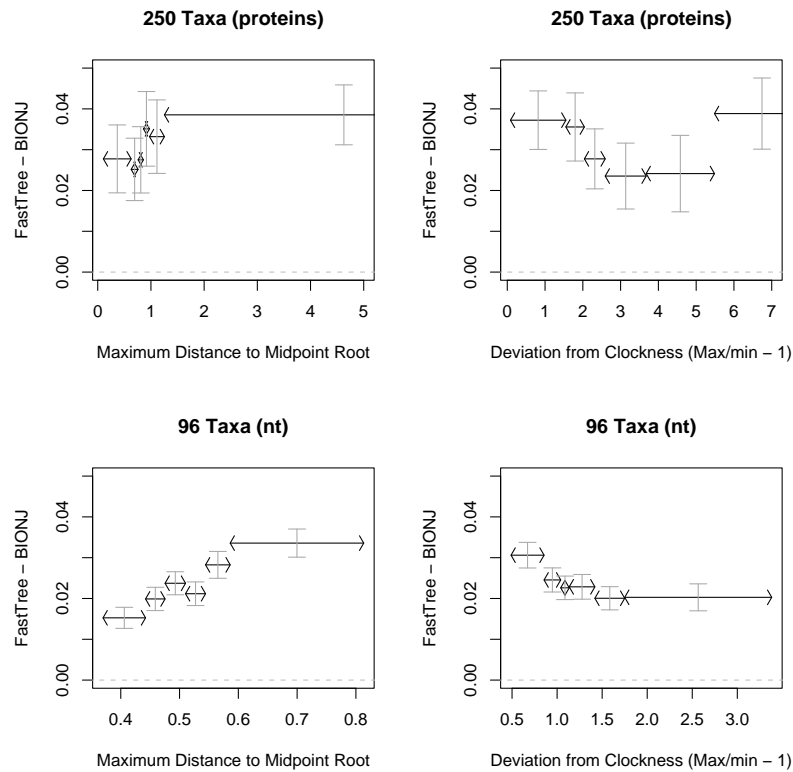 250 Taxa (proteins)
FastTree − BIONJ
0.00 0.02 0.04
0 1 2 3 4 5
Maximum Distance to Midpoint Root
250 Taxa (proteins)
FastTree − BIONJ
0.00 0.02 0.04
0 1 2 3 4 5 6 7
Deviation from Clockness (Max/min − 1)
96 Taxa (nt)
FastTree − BIONJ
0.00 0.02 0.04
0.4 0.5 0.6 0.7 0.8
Maximum Distance to Midpoint Root
96 Taxa (nt)
FastTree − BIONJ
0.00 0.02 0.04
0.5 1.0 1.5 2.0 2.5 3.0
Deviation from Clockness (Max/min − 1)